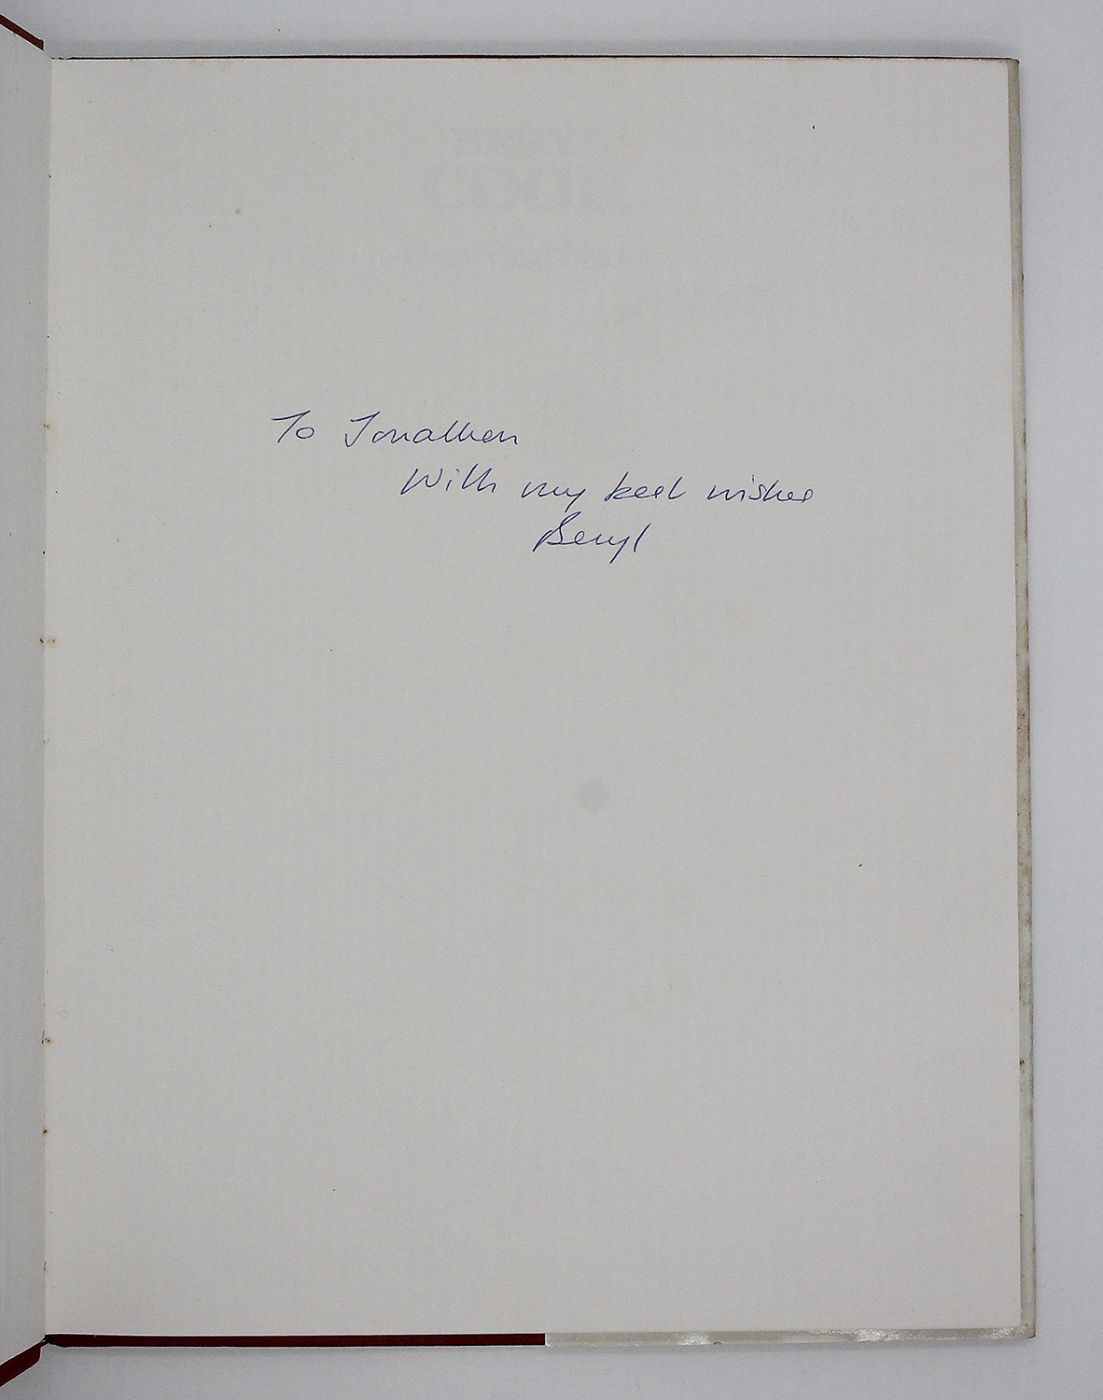 To Jonathan
With my best wishes
Beryl